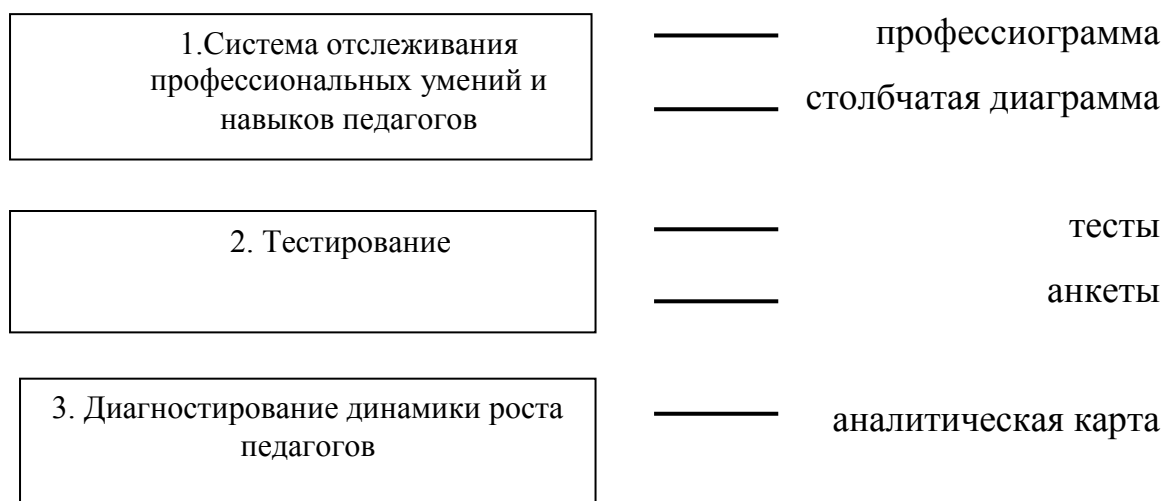 1.Система отслеживания
профессиональных умений и
навыков педагогов
профессиограмма
столбчатая диаграмма
2. Тестирование
тесты
анкеты
3. Диагностирование динамики роста
педагогов
аналитическая карта